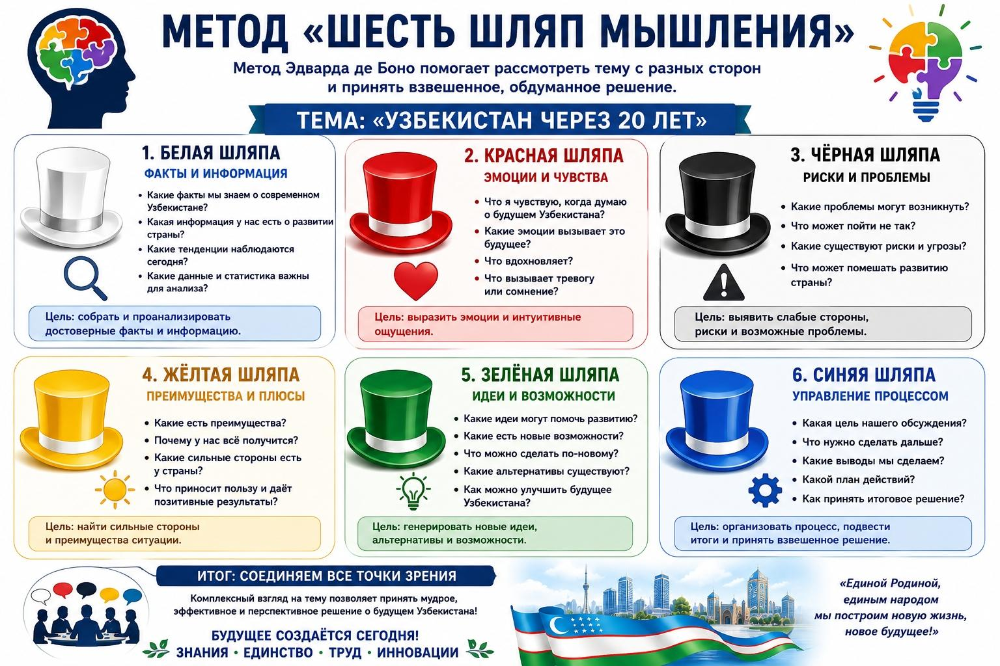 МЕТОД «ШЕСТЬ ШЛЯП МЫШЛЕНИЯ»
Метод Эдварда де Боно помогает рассмотреть тему с разных сторон
и принять взвешенное, обдуманное решение.
ТЕМА: «УЗБЕКИСТАН ЧЕРЕЗ 20 ЛЕТ»
1. БЕЛАЯ ШЛЯПА
ФАКТЫ И ИНФОРМАЦИЯ
• Какие факты мы знаем о современном
Узбекистане?
• Какая информация у нас есть о развитии
страны?
• Какие тенденции наблюдаются
сегодня?
• Какие данные и статистика важны
для анализа?
Цель: собрать и проанализировать
достоверные факты и информацию.
2. КРАСНАЯ ШЛЯПА
ЭМОЦИИ И ЧУВСТВА
• Что я чувствую, когда думаю
о будущем Узбекистана?
• Какие эмоции вызывает это
будущее?
• Что вдохновляет?
• Что вызывает тревогу
или сомнение?
Цель: выразить эмоции и интуитивные
ощущения.
3. ЧЁРНАЯ ШЛЯПА
РИСКИ И ПРОБЛЕМЫ
• Какие проблемы могут возникнуть?
• Что может пойти не так?
• Какие существуют риски и угрозы?
• Что может помешать развитию
страны?
Цель: выявить слабые стороны,
риски и возможные проблемы.
4. ЖЁЛТАЯ ШЛЯПА
ПРЕИМУЩЕСТВА И ПЛЮСЫ
• Какие есть преимущества?
• Почему у нас всё получится?
• Какие сильные стороны есть
у страны?
• Что приносит пользу и даёт
позитивные результаты?
Цель: найти сильные стороны
и преимущества ситуации.
5. ЗЕЛЁНАЯ ШЛЯПА
ИДЕИ И ВОЗМОЖНОСТИ
• Какие идеи могут помочь развитию?
• Какие есть новые возможности?
• Что можно сделать по-новому?
• Какие альтернативы существуют?
• Как можно улучшить будущее
Узбекистана?
Цель: генерировать новые идеи,
альтернативы и возможности.
6. СИНЯЯ ШЛЯПА
УПРАВЛЕНИЕ ПРОЦЕССОМ
• Какая цель нашего обсуждения?
• Что нужно сделать дальше?
• Какие выводы мы сделаем?
• Какой план действий?
• Как принять итоговое решение?
Цель: организовать процесс, подвести
итоги и принять взвешенное решение.
ИТОГ: СОЕДИНЯЕМ ВСЕ ТОЧКИ ЗРЕНИЯ
Комплексный взгляд на тему позволяет принять мудрое,
эффективное и перспективное решение о будущем Узбекистана!
БУДУЩЕЕ СОЗДАЁТСЯ СЕГОДНЯ!
ЗНАНИЯ • ЕДИНСТВО • ТРУД • ИННОВАЦИИ
«Единой Родиной,
единым народом
мы построим новую жизнь,
новое будущее!»